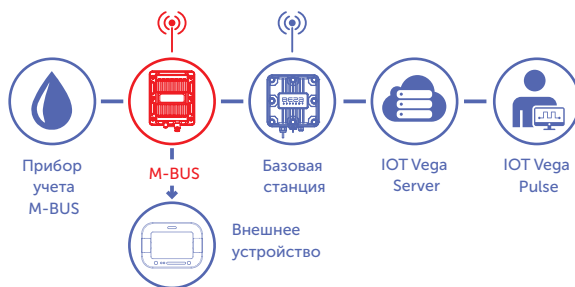 Прибор
учета
M-BUS
M-BUS
Базовая
станция
IOT Vega
Server
IOT Vega
Pulse
Внешнее
устройство